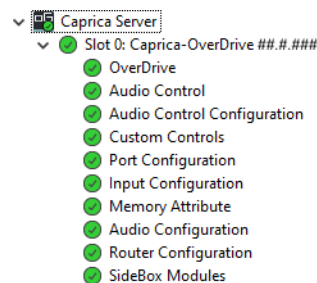 Caprica Server
Slot 0: Caprica-OverDrive ##.#.###
OverDrive
Audio Control
Audio Control Configuration
Custom Controls
Port Configuration
Input Configuration
Memory Attribute
Audio Configuration
Router Configuration
SideBox Modules